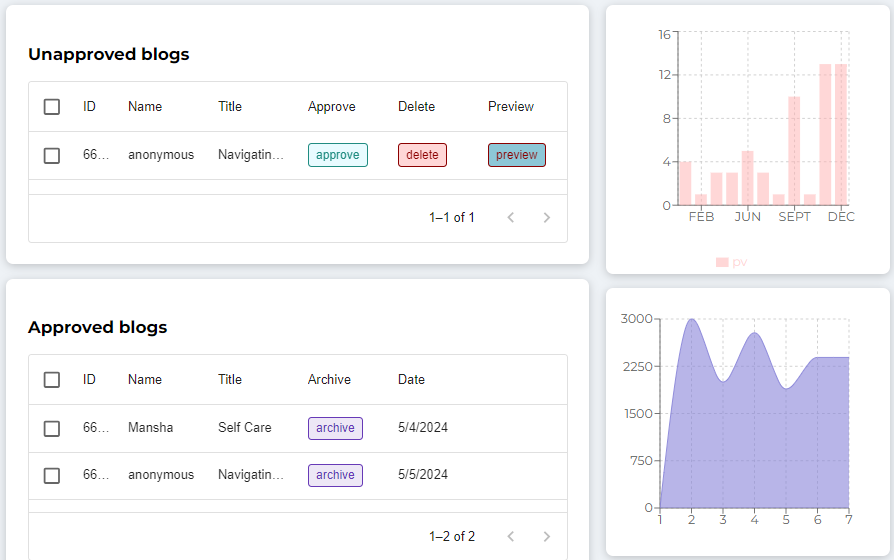 Unapproved blogs
ID Name Title Approve Delete Preview
66... anonymous Navigatin... approve delete preview
1–1 of 1
Approved blogs
ID Name Title Archive Date
66... Mansha Self Care archive 5/4/2024
66... anonymous Navigatin... archive 5/5/2024
1–2 of 2
16
12
8
4
0
FEB JUN SEPT DEC
pv
3000
2250
1500
750
0
1 2 3 4 5 6 7